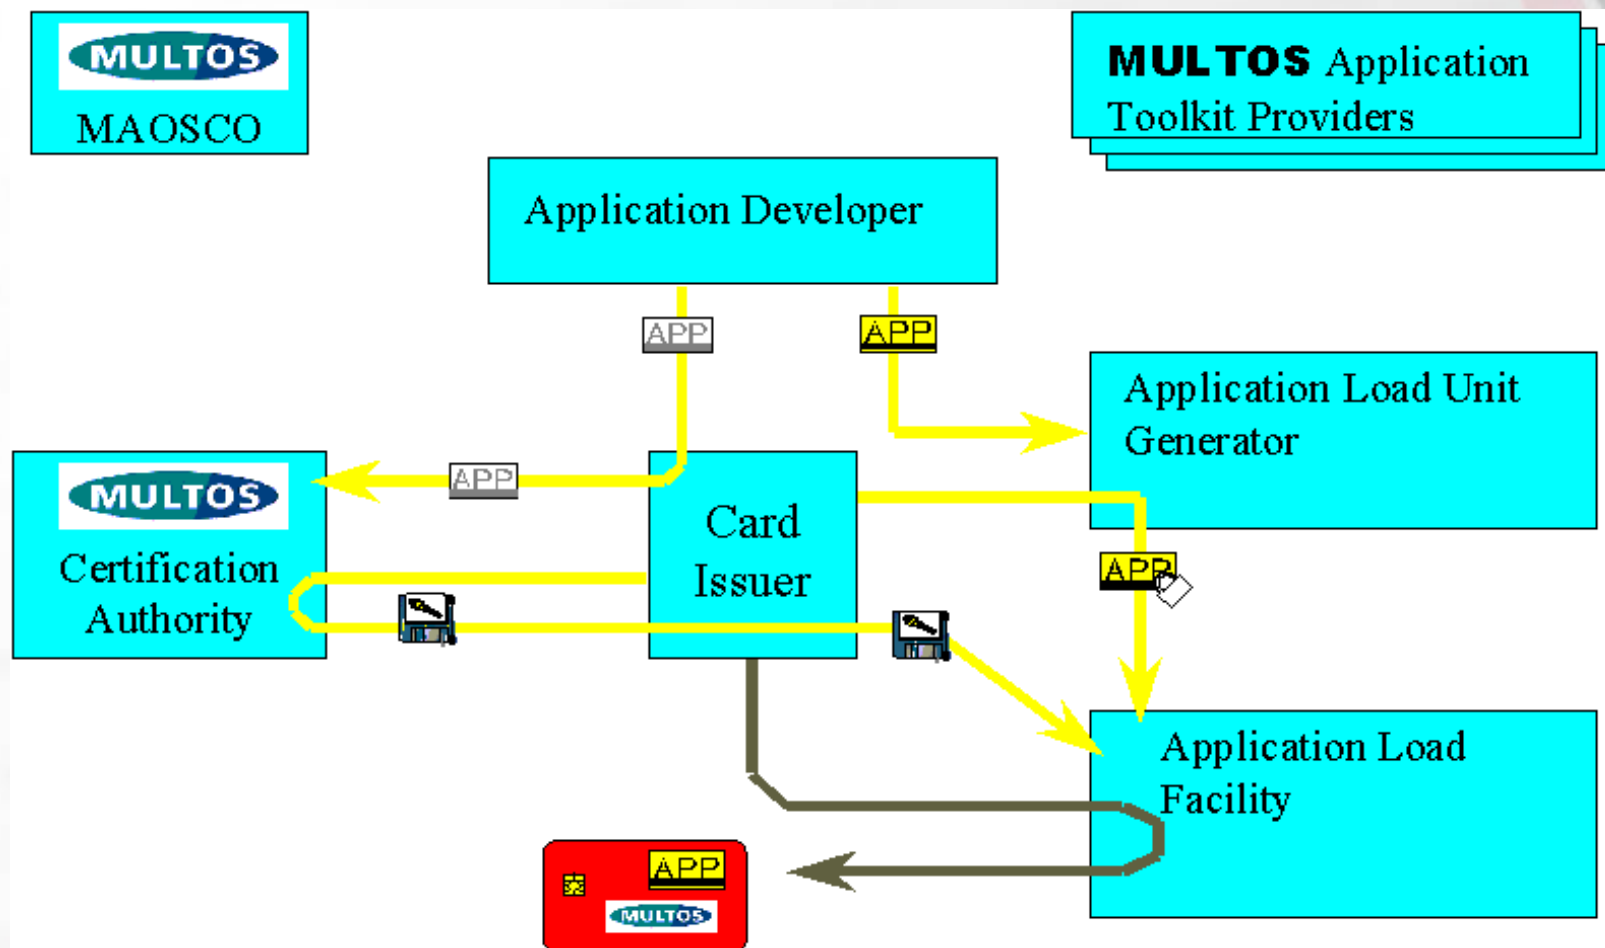 MULTOS
MAOSCO
MULTOS Application
Toolkit Providers
Application Developer
APP
APP
Application Load Unit
Generator
MULTOS
Certification
Authority
APP
Card
Issuer
APP
Application Load
Facility
APP
MULTOS